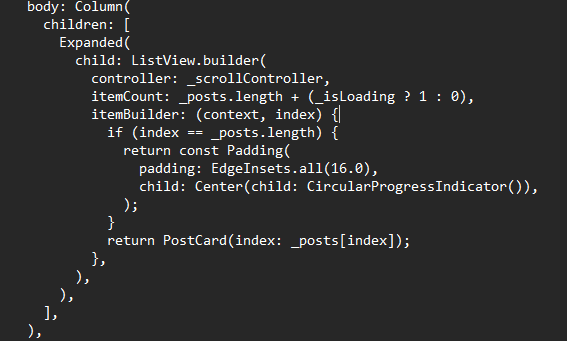 body: Column(
  children: [
    Expanded(
      child: ListView.builder(
        controller: _scrollController,
        itemCount: _posts.length + (_isLoading ? 1 : 0),
        itemBuilder: (context, index) {
          if (index == _posts.length) {
            return const Padding(
              padding: EdgeInsets.all(16.0),
              child: Center(child: CircularProgressIndicator()),
            );
          }
          return PostCard(index: _posts[index]);
        },
      ),
    ),
  ],
),